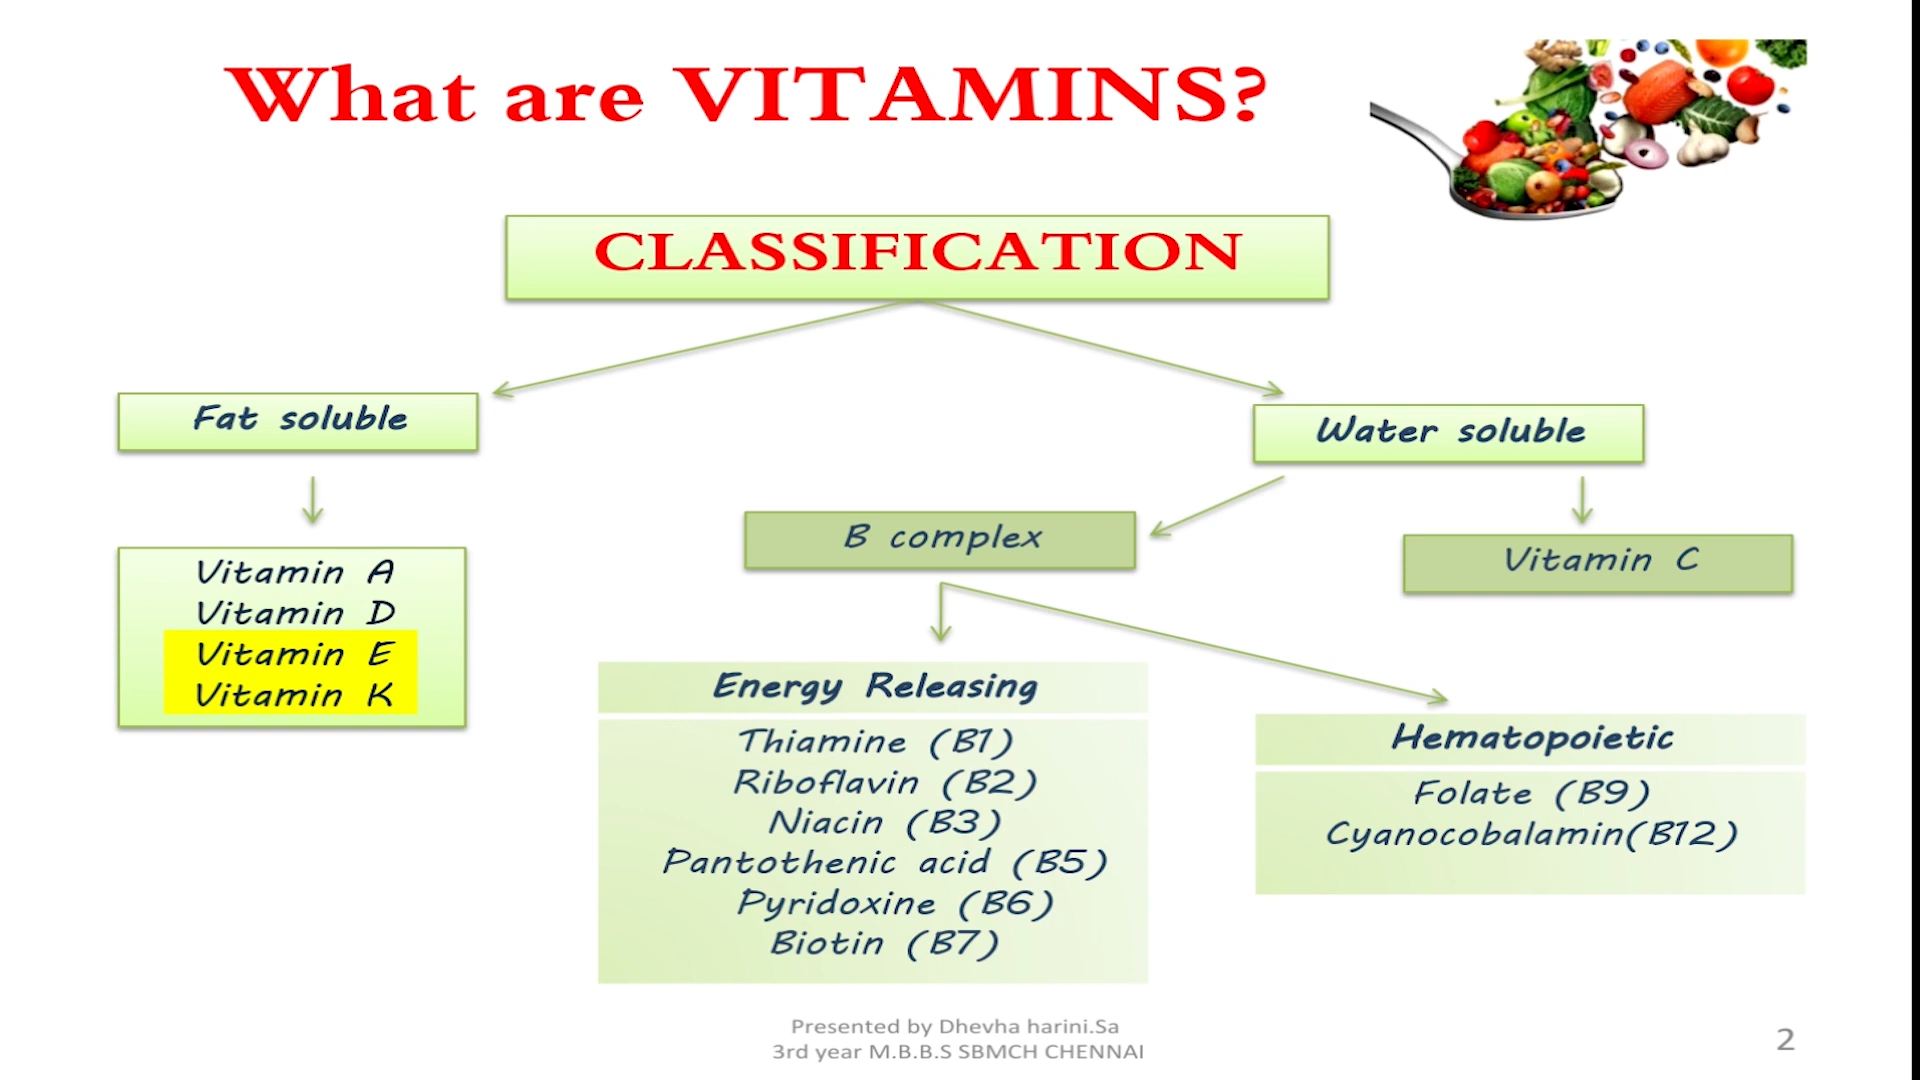 What are VITAMINS?
CLASSIFICATION
Fat soluble
Vitamin A
Vitamin D
Vitamin E
Vitamin K
Water soluble
B complex
Vitamin C
Energy Releasing
Thiamine (B1)
Riboflavin (B2)
Niacin (B3)
Pantothenic acid (B5)
Pyridoxine (B6)
Biotin (B7)
Hematopoietic
Folate (B9)
Cyanocobalamin(B12)
Presented by Dhevha harini.Sa
3rd year M.B.B.S SBMCH CHENNAI
2